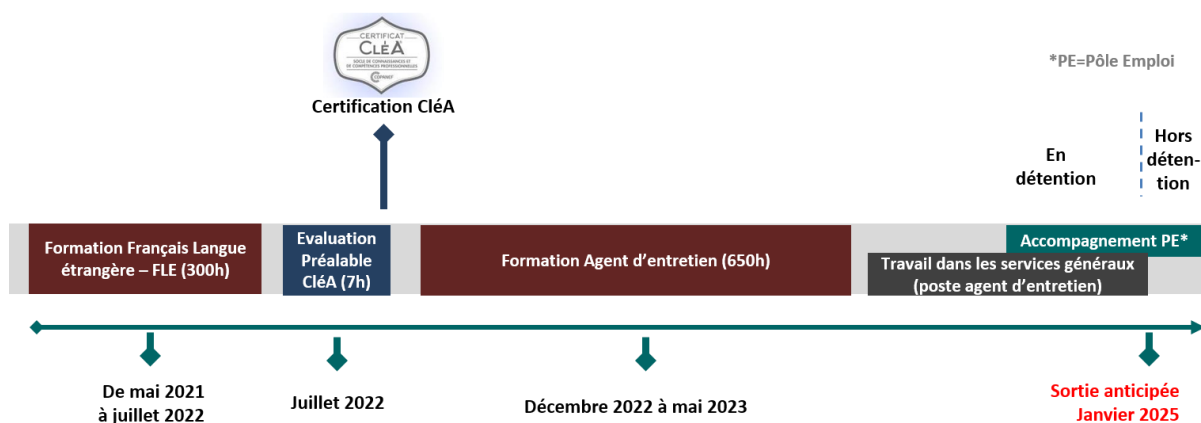 CERTIFICAT
CLÉA
SOCLE DE CONNAISSANCES ET
DE COMPÉTENCES PROFESSIONNELLES
COPANEF
Certification CléA
*PE=Pôle Emploi
En
détention
Hors
déten-
tion
Formation Français Langue
étrangère – FLE (300h)
Evaluation
Préalable
CléA (7h)
Formation Agent d’entretien (650h)
Accompagnement PE*
Travail dans les services généraux
(poste agent d’entretien)
De mai 2021
à juillet 2022
Juillet 2022
Décembre 2022 à mai 2023
Sortie anticipée
Janvier 2025